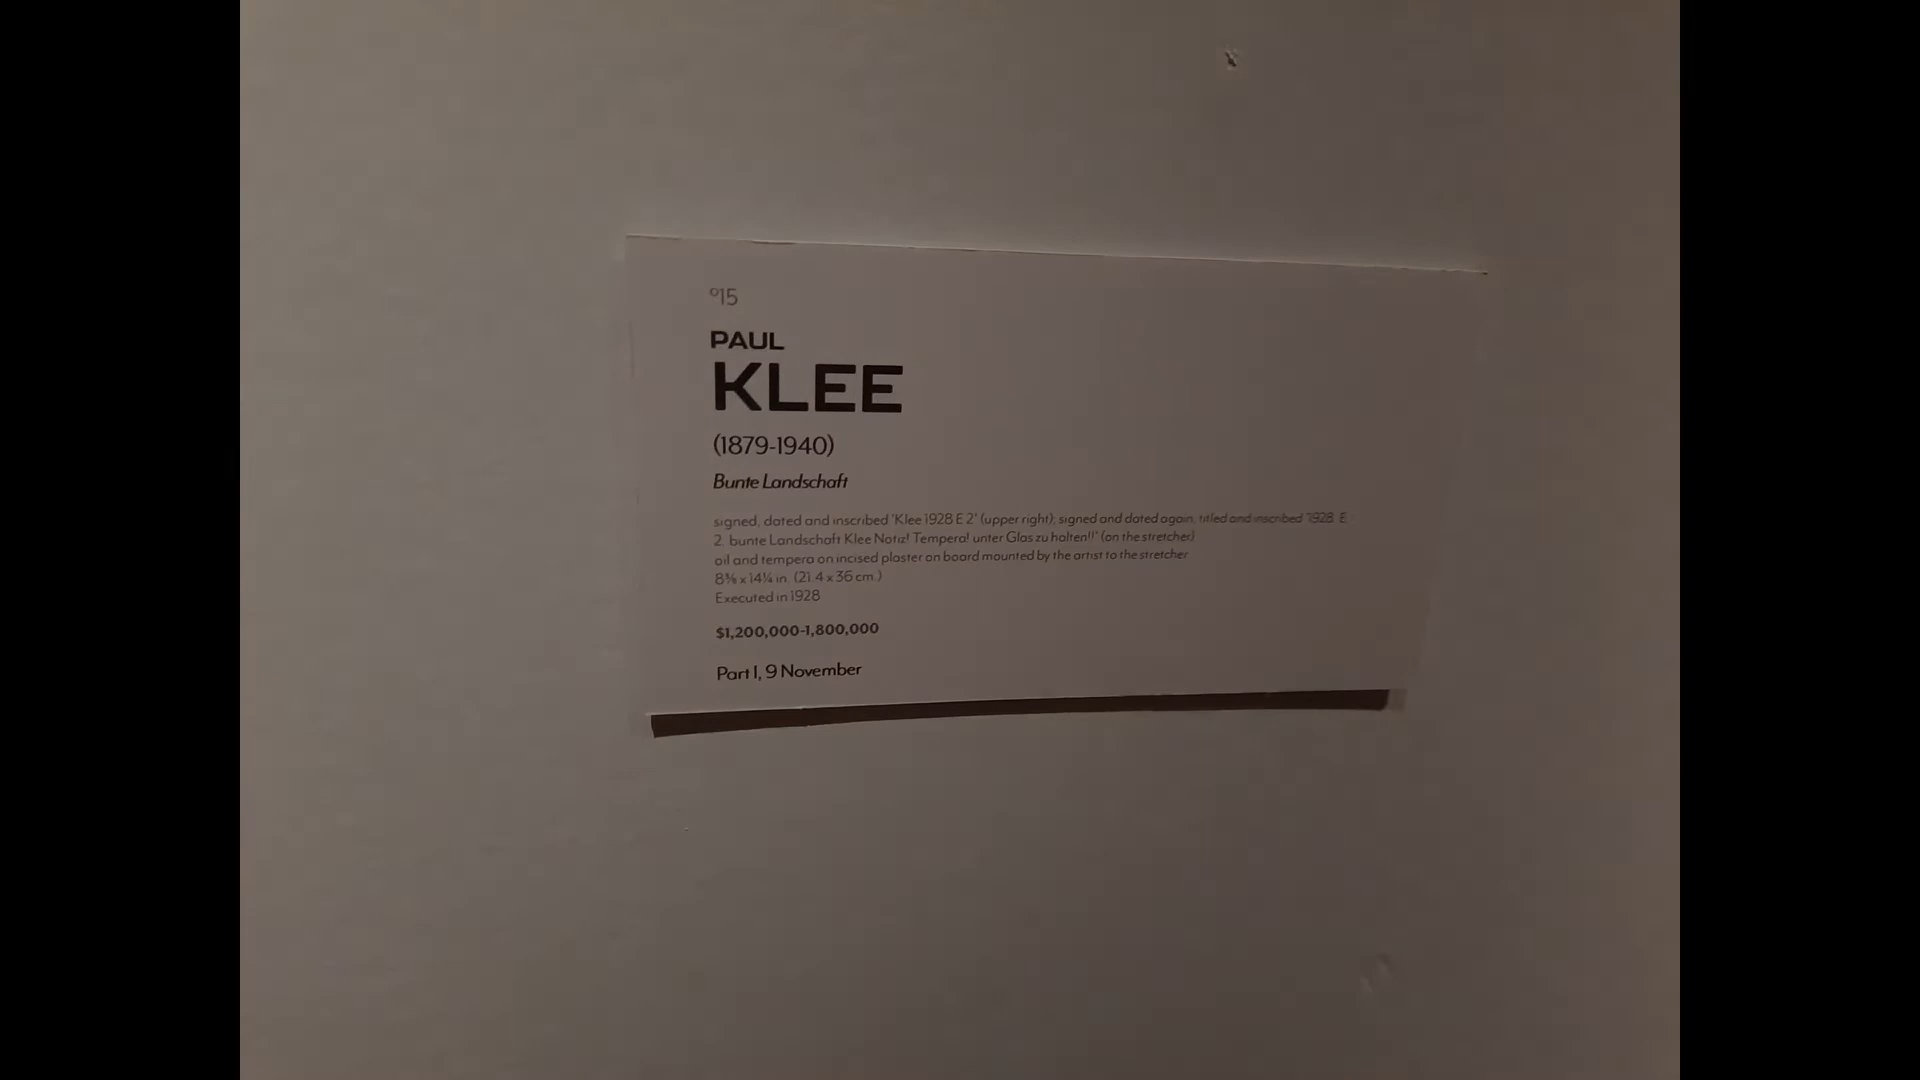 º15
PAUL
KLEE
(1879-1940)
Bunte Landschaft
signed, dated and inscribed 'Klee 1928 E 2' (upper right); signed and dated again, titled and inscribed '1928 E
2. bunte Landschaft Klee Notiz! Tempera! unter Glas zu halten!!' (on the stretcher)
oil and tempera on incised plaster on board mounted by the artist to the stretcher
8⅜ x 14¼ in. (21.4 x 36 cm.)
Executed in 1928
$1,200,000-1,800,000
Part I, 9 November